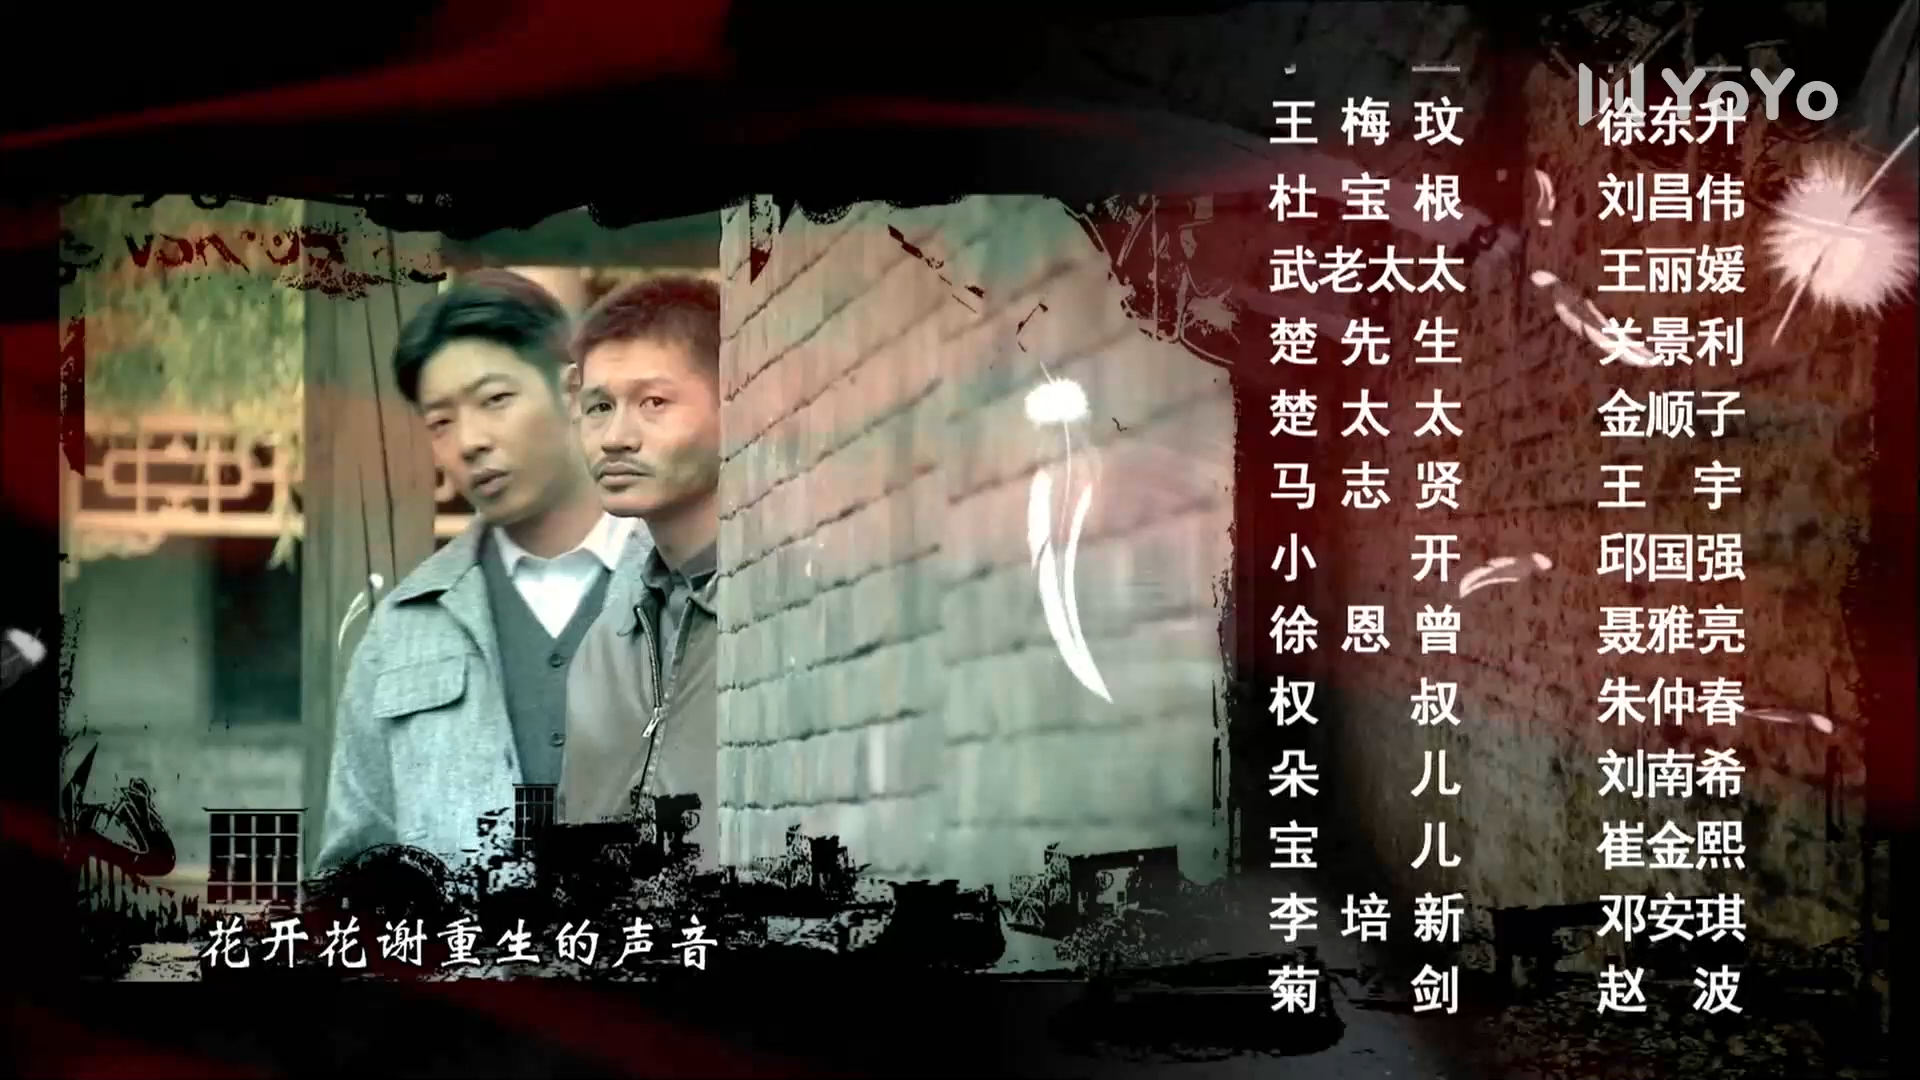 YoYo
王梅玟 徐东升
杜宝根 刘昌伟
武老太太 王丽媛
楚先生 关景利
楚太太 金顺子
马志贤 王宇
小开 邱国强
徐恩曾 聂雅亮
权叔 朱仲春
朵儿 刘南希
宝儿 崔金熙
李培新 邓安琪
菊剑 赵波
花开花谢重生的声音